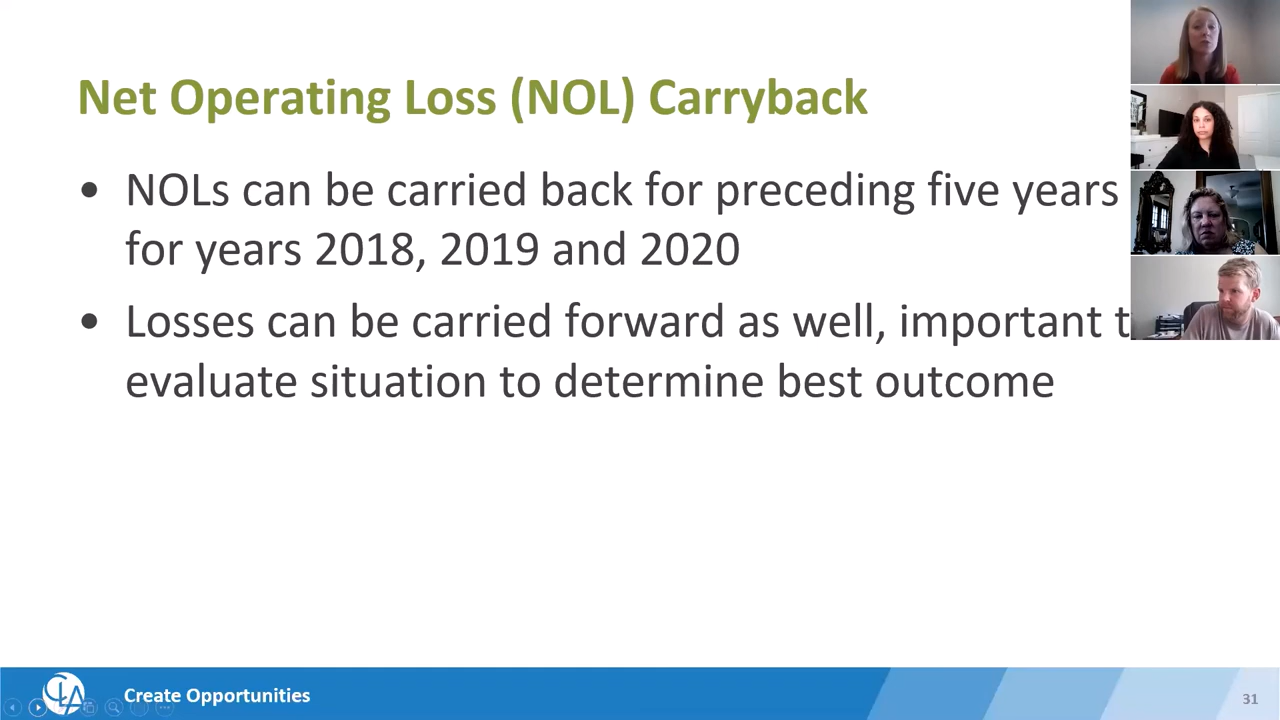 Net Operating Loss (NOL) Carryback
• NOLs can be carried back for preceding five years
for years 2018, 2019 and 2020
• Losses can be carried forward as well, important t
evaluate situation to determine best outcome
CLA
Create Opportunities
31